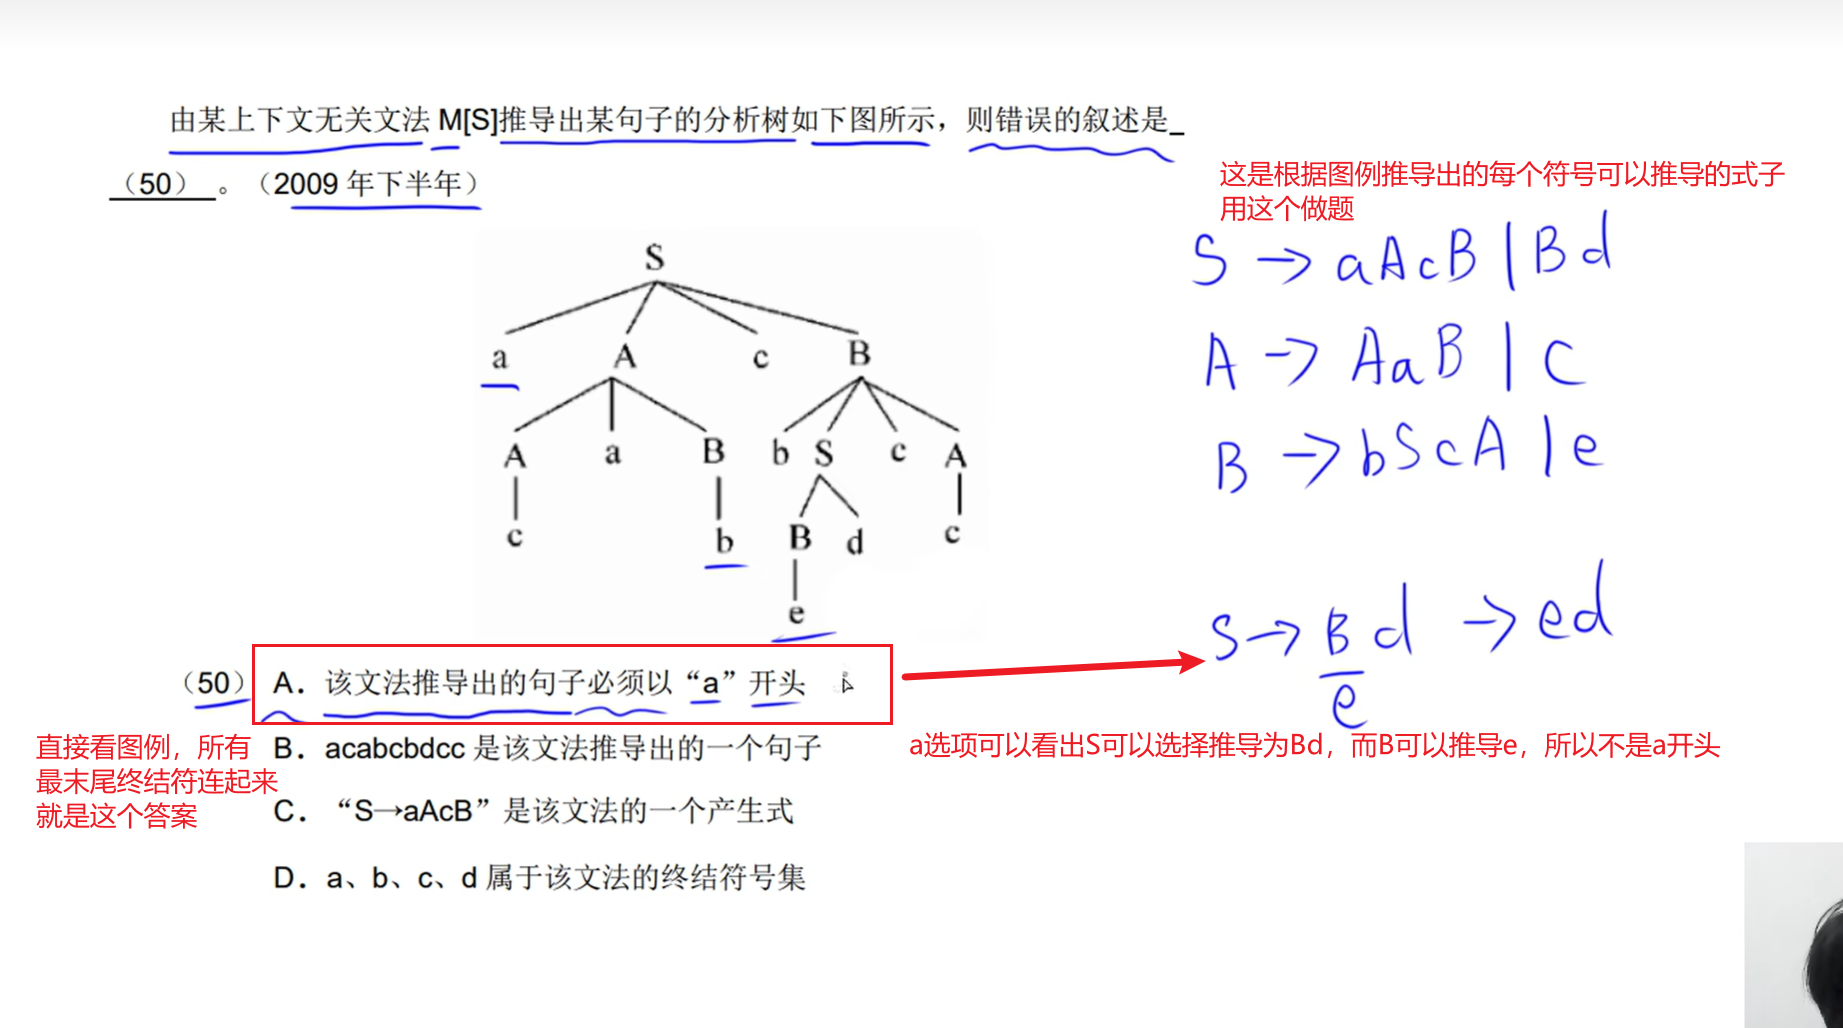 由某上下文无关文法 M[S]推导出某句子的分析树如下图所示，则错误的叙述是_
（50）。（2009 年下半年）
这是根据图例推导出的每个符号可以推导的式子
用这个做题
S → aAcB | Bd
A → AaB | c
B → bScA | e
S
a A c B
A a B b S c A
c b B d c
e
S → Bd → ed
e
（50） A. 该文法推导出的句子必须以“a”开头
直接看图例，所有
最末尾终结符连起来
就是这个答案
B. acabcbdcc 是该文法推导出的一个句子
a选项可以看出S可以选择推导为Bd，而B可以推导e，所以不是a开头
C. “S→aAcB”是该文法的一个产生式
D. a、b、c、d 属于该文法的终结符号集